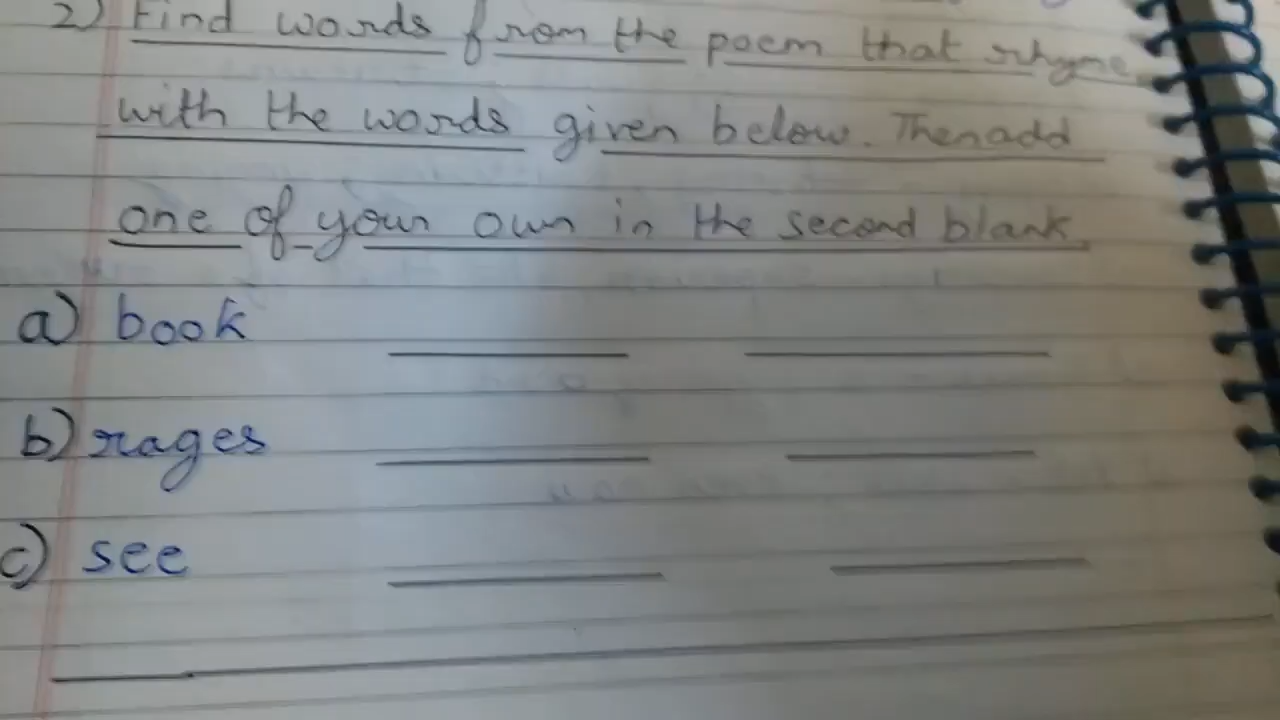 2) Find words from the poem that rhyme
with the words given below. Then add
one of your own in the second blank.
a) book
b) rages
c) see